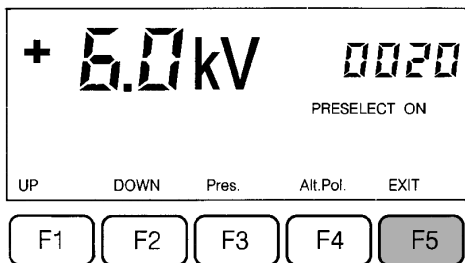 + 6.0 kV 0020
PRESELECT ON
UP DOWN Pres. Alt.Pol. EXIT
F1 F2 F3 F4 F5